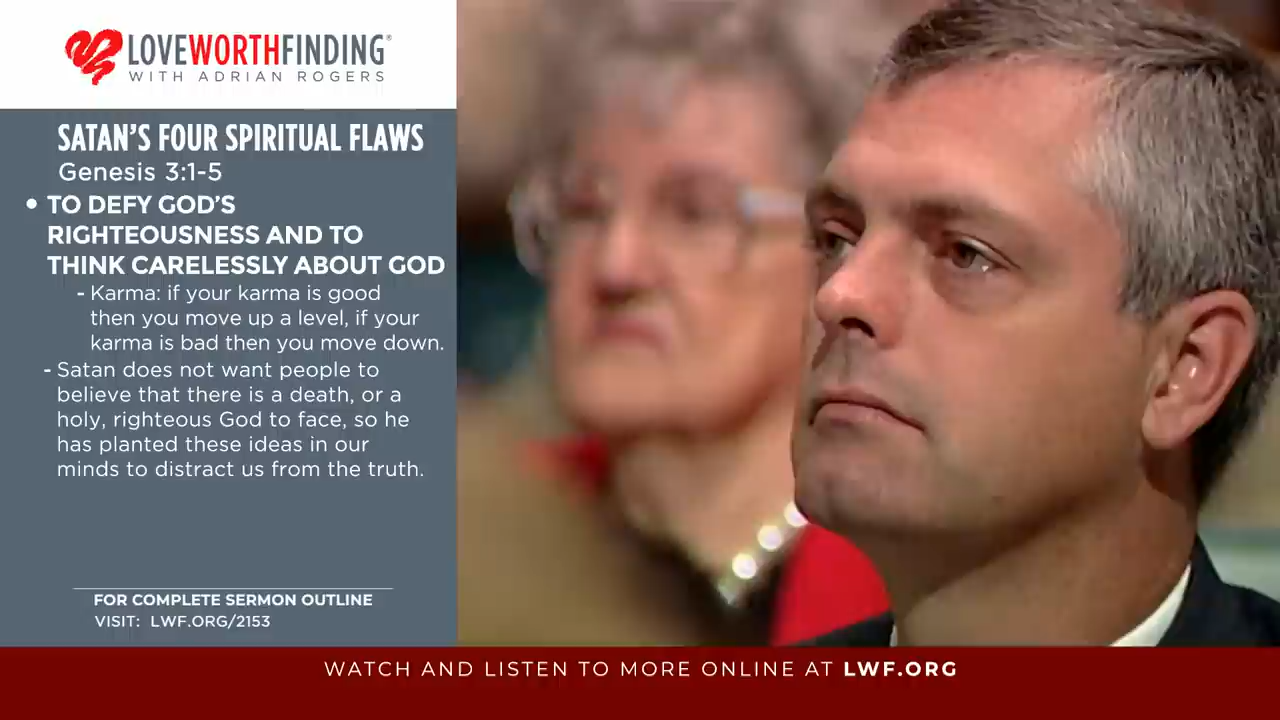 LOVEWORTHFINDING®
WITH ADRIAN ROGERS
SATAN'S FOUR SPIRITUAL FLAWS
Genesis 3:1-5
• TO DEFY GOD'S
RIGHTEOUSNESS AND TO
THINK CARELESSLY ABOUT GOD
- Karma: if your karma is good
then you move up a level, if your
karma is bad then you move down.
- Satan does not want people to
believe that there is a death, or a
holy, righteous God to face, so he
has planted these ideas in our
minds to distract us from the truth.
FOR COMPLETE SERMON OUTLINE
VISIT: LWF.ORG/2153
WATCH AND LISTEN TO MORE ONLINE AT LWF.ORG